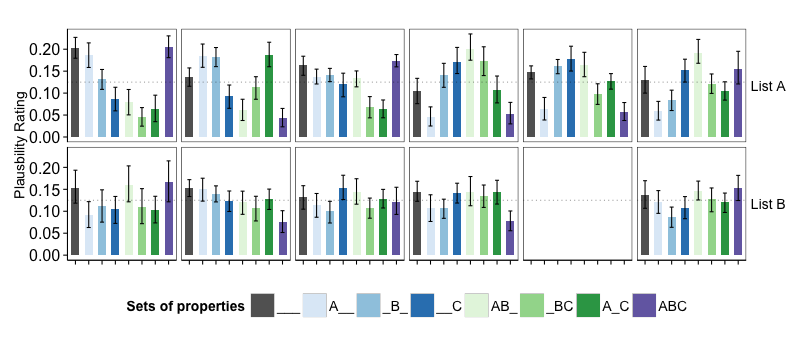 Plausbility Rating
0.20
0.15
0.10
0.05
0.00
List A
0.20
0.15
0.10
0.05
0.00
List B
Sets of properties ___ A__ _B_ __C AB_ _BC A_C ABC